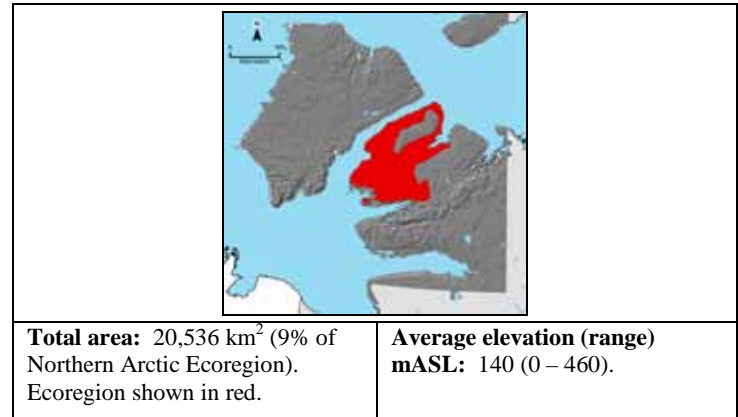 Total area: 20,536 km² (9% of
Northern Arctic Ecoregion).
Ecoregion shown in red.
Average elevation (range)
mASL: 140 (0 – 460).